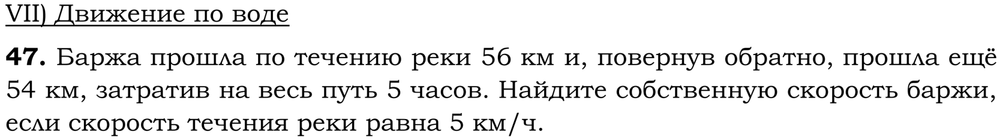 VII) Движение по воде
47. Баржа прошла по течению реки 56 км и, повернув обратно, прошла ещё
54 км, затратив на весь путь 5 часов. Найдите собственную скорость баржи,
если скорость течения реки равна 5 км/ч.